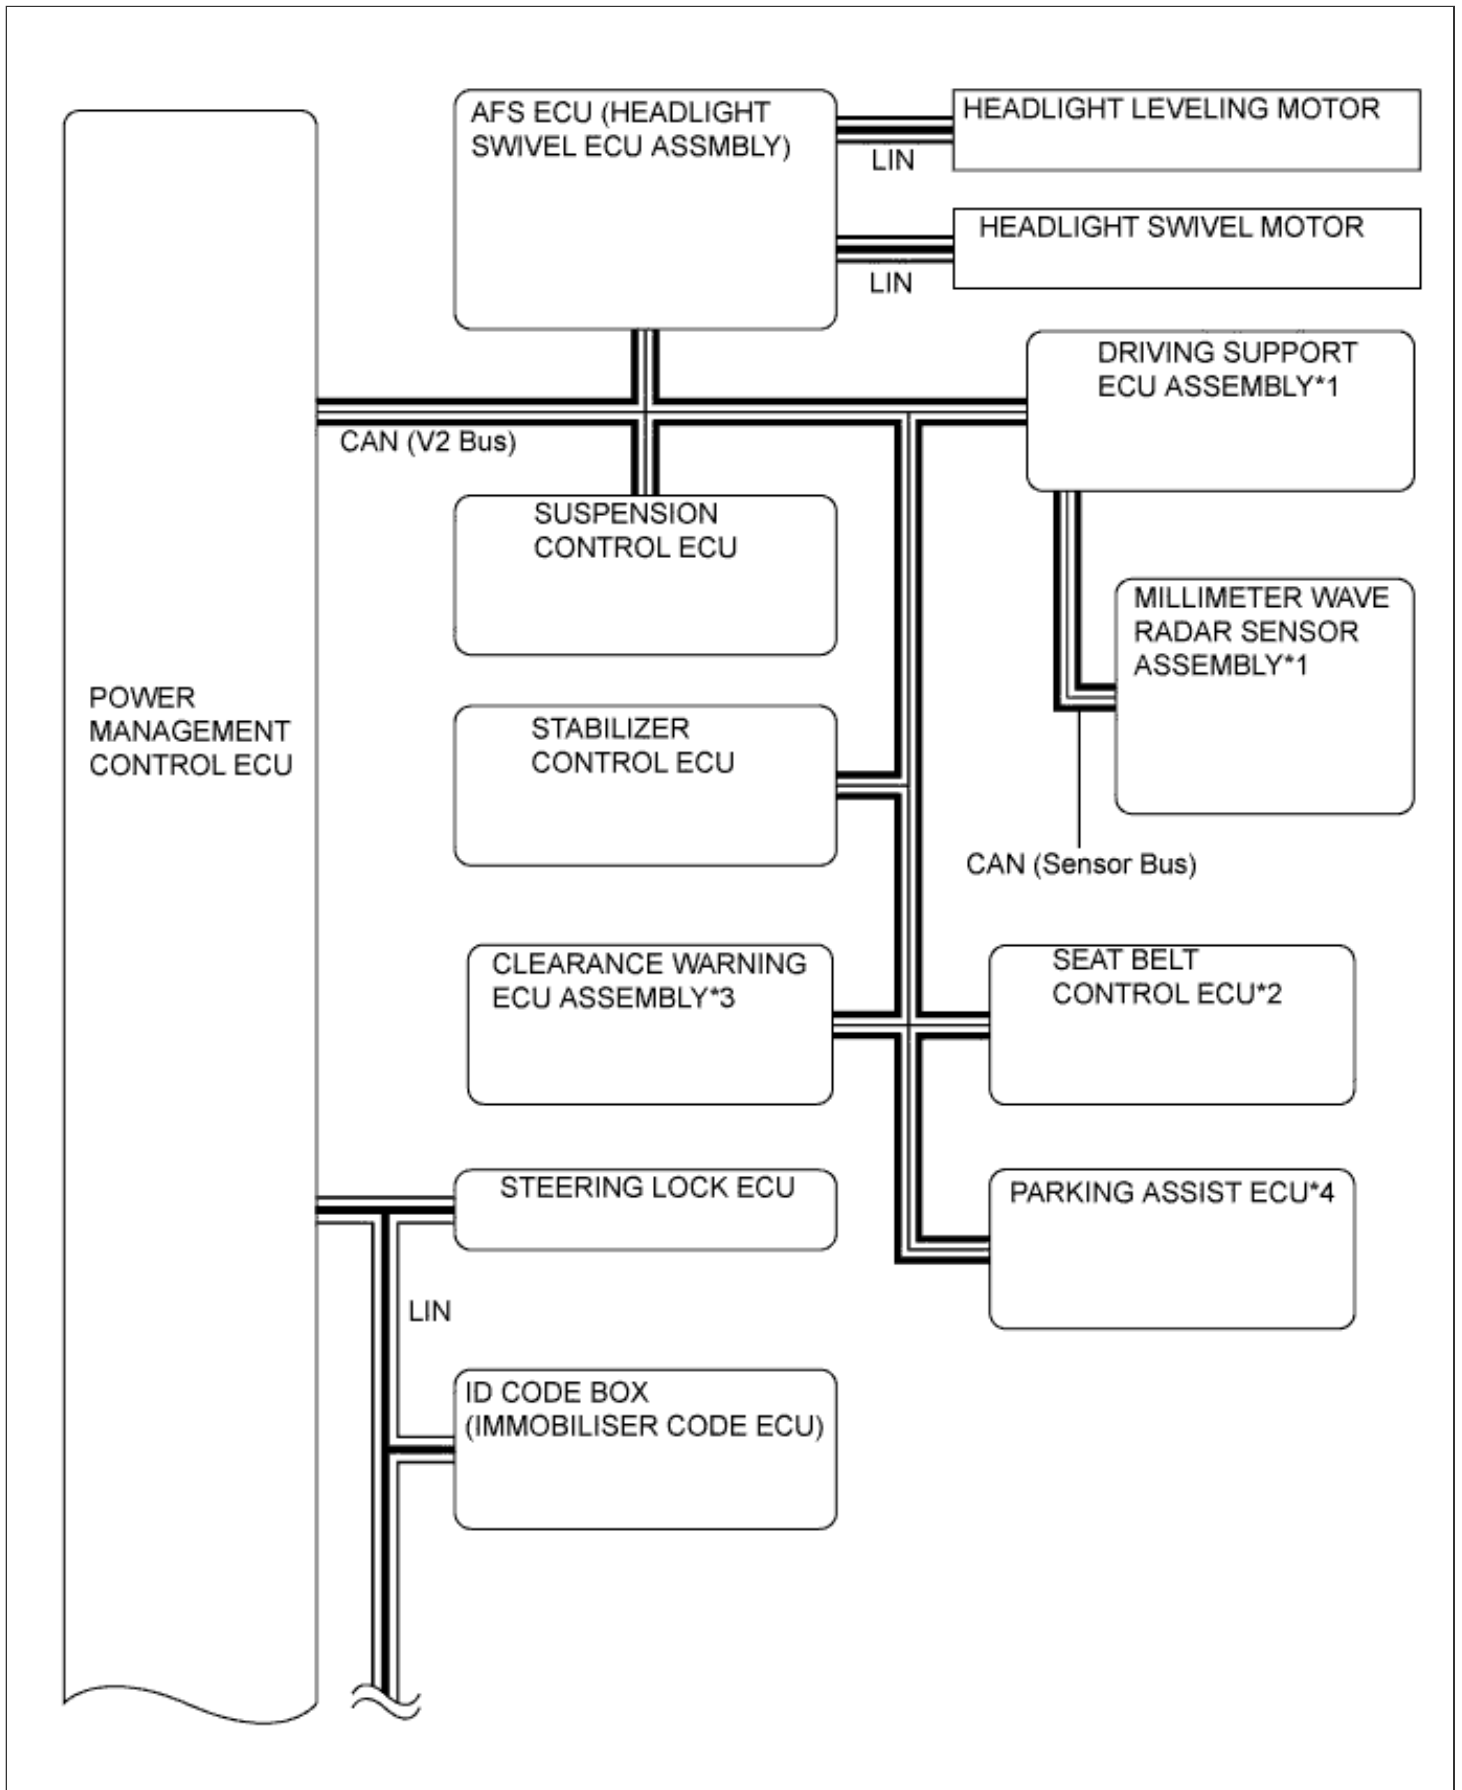 AFS ECU (HEADLIGHT
SWIVEL ECU ASSMBLY)
HEADLIGHT LEVELING MOTOR
LIN
HEADLIGHT SWIVEL MOTOR
LIN
DRIVING SUPPORT
ECU ASSEMBLY*1
CAN (V2 Bus)
SUSPENSION
CONTROL ECU
MILLIMETER WAVE
RADAR SENSOR
ASSEMBLY*1
POWER
MANAGEMENT
CONTROL ECU
STABILIZER
CONTROL ECU
CAN (Sensor Bus)
CLEARANCE WARNING
ECU ASSEMBLY*3
SEAT BELT
CONTROL ECU*2
STEERING LOCK ECU
PARKING ASSIST ECU*4
LIN
ID CODE BOX
(IMMOBILISER CODE ECU)